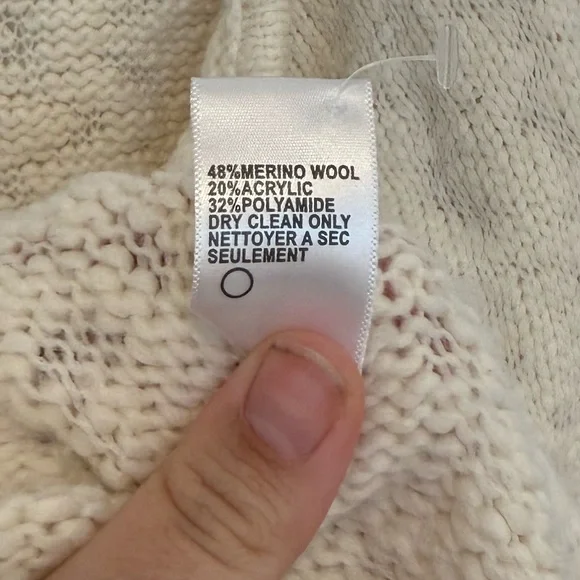 48%MERINO WOOL
20%ACRYLIC
32%POLYAMIDE
DRY CLEAN ONLY
NETTOYER A SEC
SEULEMENT